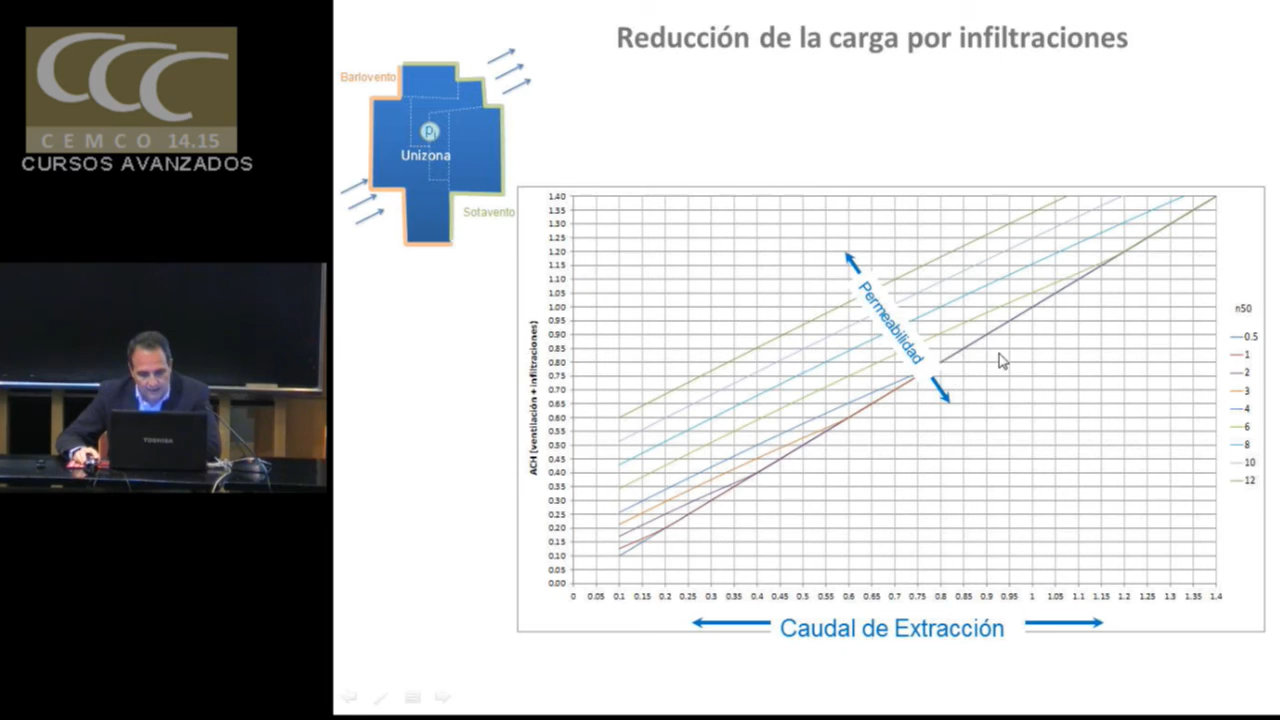 CCC
CEMCO 14.15
CURSOS AVANZADOS
TOSHIBA
Reducción de la carga por infiltraciones
Barlovento
Pi
Unizona
Sotavento
ACH (ventilación + infiltraciones)
1.40
1.35
1.30
1.25
1.20
1.15
1.10
1.05
1.00
0.95
0.90
0.85
0.80
0.75
0.70
0.65
0.60
0.55
0.50
0.45
0.40
0.35
0.30
0.25
0.20
0.15
0.10
0.05
0.00
0 0.05 0.1 0.15 0.2 0.25 0.3 0.35 0.4 0.45 0.5 0.55 0.6 0.65 0.7 0.75 0.8 0.85 0.9 0.95 1 1.05 1.1 1.15 1.2 1.25 1.3 1.35 1.4
Permeabilidad
n50
0.5
1
2
3
4
6
8
10
12
Caudal de Extracción